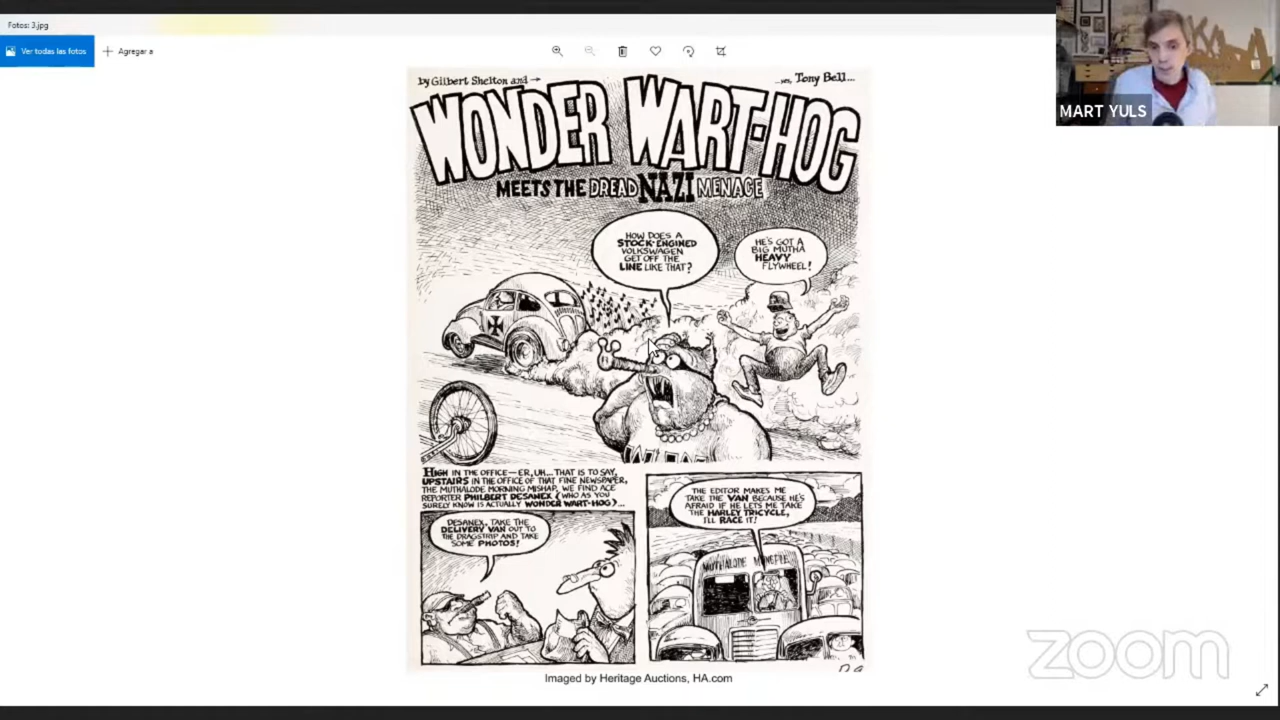 Fotos: 3.jpg
Ver todas las fotos
Agregar a
MART YULS
by Gilbert Shelton and →
...yes, Tony Bell...
WONDER WART-HOG
MEETS THE DREAD NAZI MENACE
HOW DOES A
STOCK-ENGINED
VOLKSWAGEN
GET OFF THE
LINE LIKE THAT?
HE'S GOT A
BIG MUTHA
HEAVY
FLYWHEEL!
HIGH IN THE OFFICE—ER, UH... THAT IS TO SAY,
UPSTAIRS IN THE OFFICE OF THAT FINE NEWSPAPER,
THE MUTHALODE MORNING MISHAP, WE FIND ACE
REPORTER PHILBERT DESANEX (WHO AS YOU
SURELY KNOW IS ACTUALLY WONDER WART-HOG)...
DESANEX, TAKE THE
DELIVERY VAN OUT TO
THE DRAGSTRIP AND TAKE
SOME PHOTOS!
THE EDITOR MAKES ME
TAKE THE VAN BECAUSE HE'S
AFRAID IF HE LETS ME TAKE
THE HARLEY TRICYCLE,
I'LL RACE IT!
MUTHALODE
Imaged by Heritage Auctions, HA.com
zoom